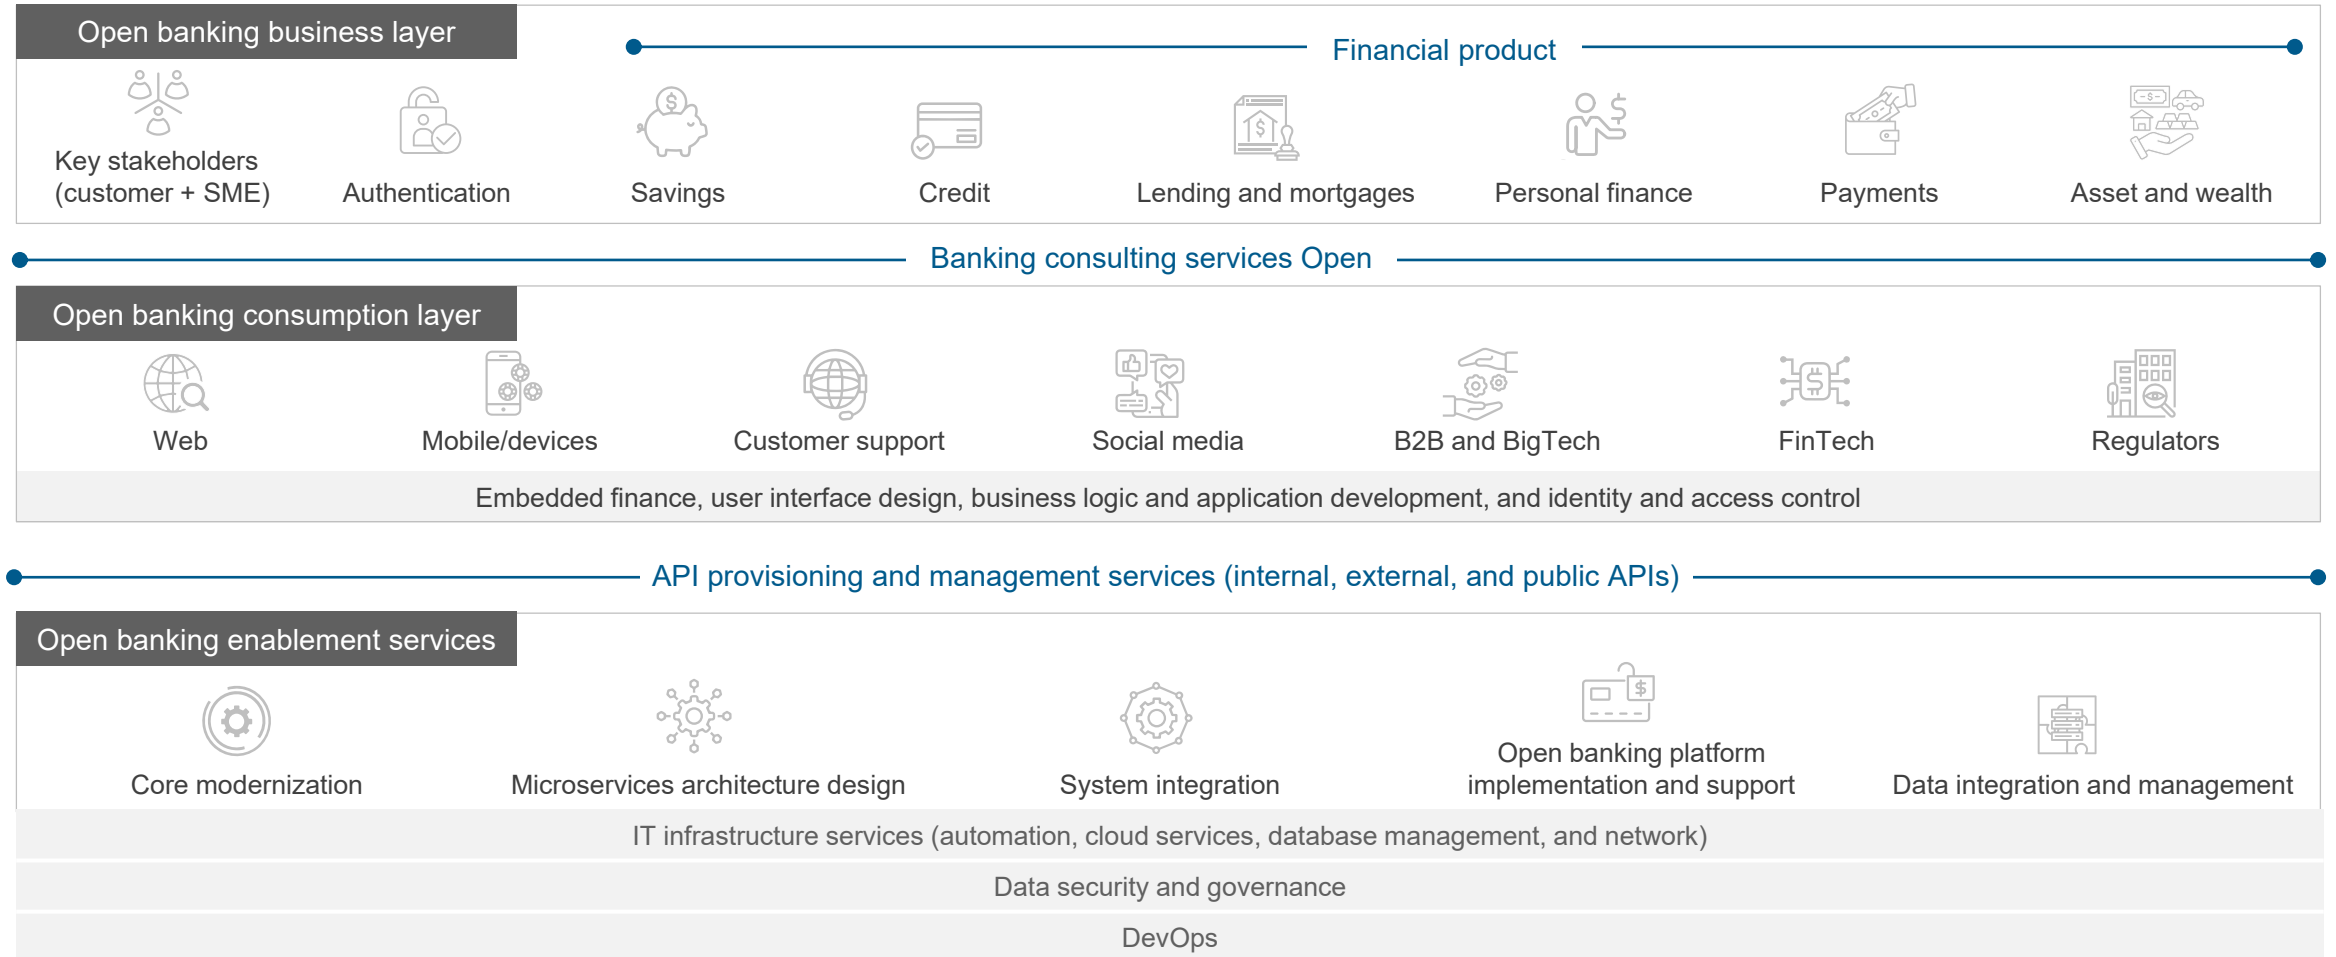 Open banking business layer
Financial product
Key stakeholders
(customer + SME)
Authentication
Savings
Credit
Lending and mortgages
Personal finance
Payments
Asset and wealth
Banking consulting services Open
Open banking consumption layer
Web
Mobile/devices
Customer support
Social media
B2B and BigTech
FinTech
Regulators
Embedded finance, user interface design, business logic and application development, and identity and access control
API provisioning and management services (internal, external, and public APIs)
Open banking enablement services
Core modernization
Microservices architecture design
System integration
Open banking platform
implementation and support
Data integration and management
IT infrastructure services (automation, cloud services, database management, and network)
Data security and governance
DevOps